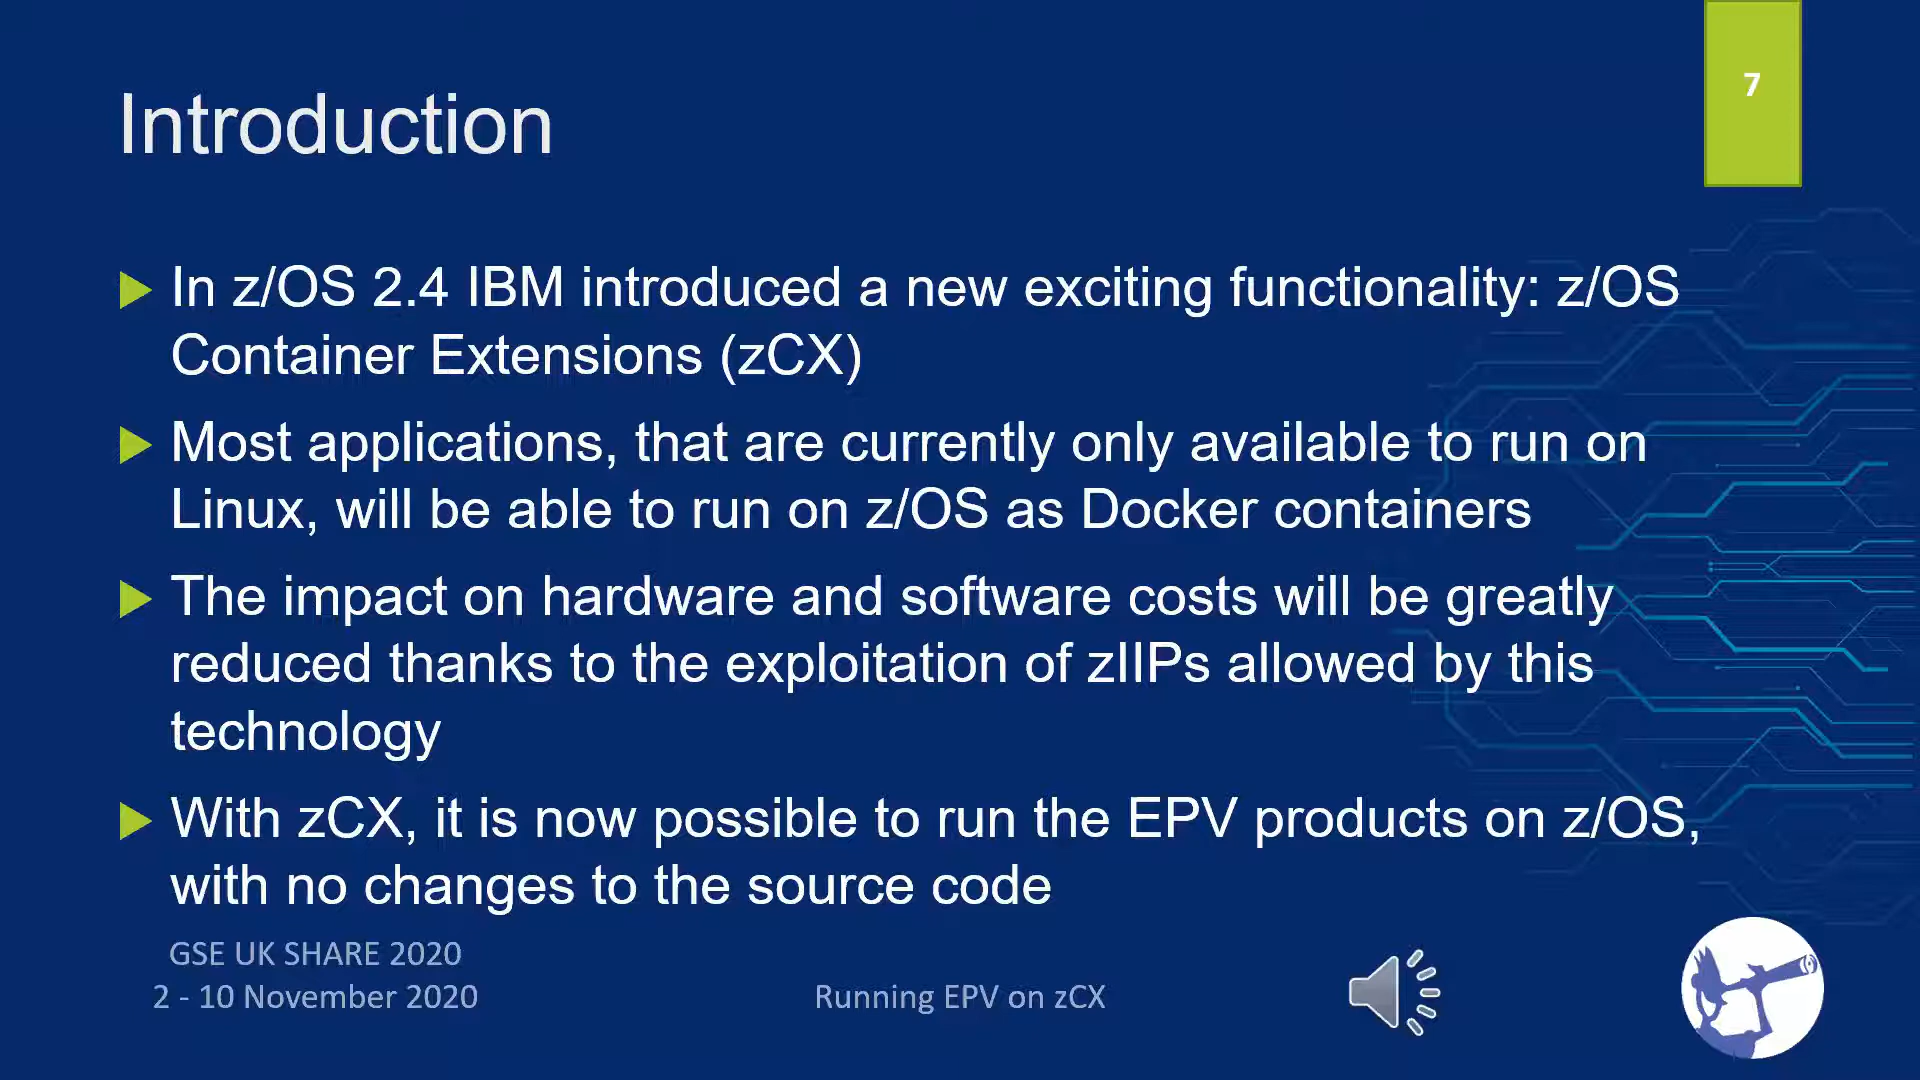 7
Introduction
In z/OS 2.4 IBM introduced a new exciting functionality: z/OS
Container Extensions (zCX)
Most applications, that are currently only available to run on
Linux, will be able to run on z/OS as Docker containers
The impact on hardware and software costs will be greatly
reduced thanks to the exploitation of zIIPs allowed by this
technology
With zCX, it is now possible to run the EPV products on z/OS,
with no changes to the source code
GSE UK SHARE 2020
2 - 10 November 2020
Running EPV on zCX